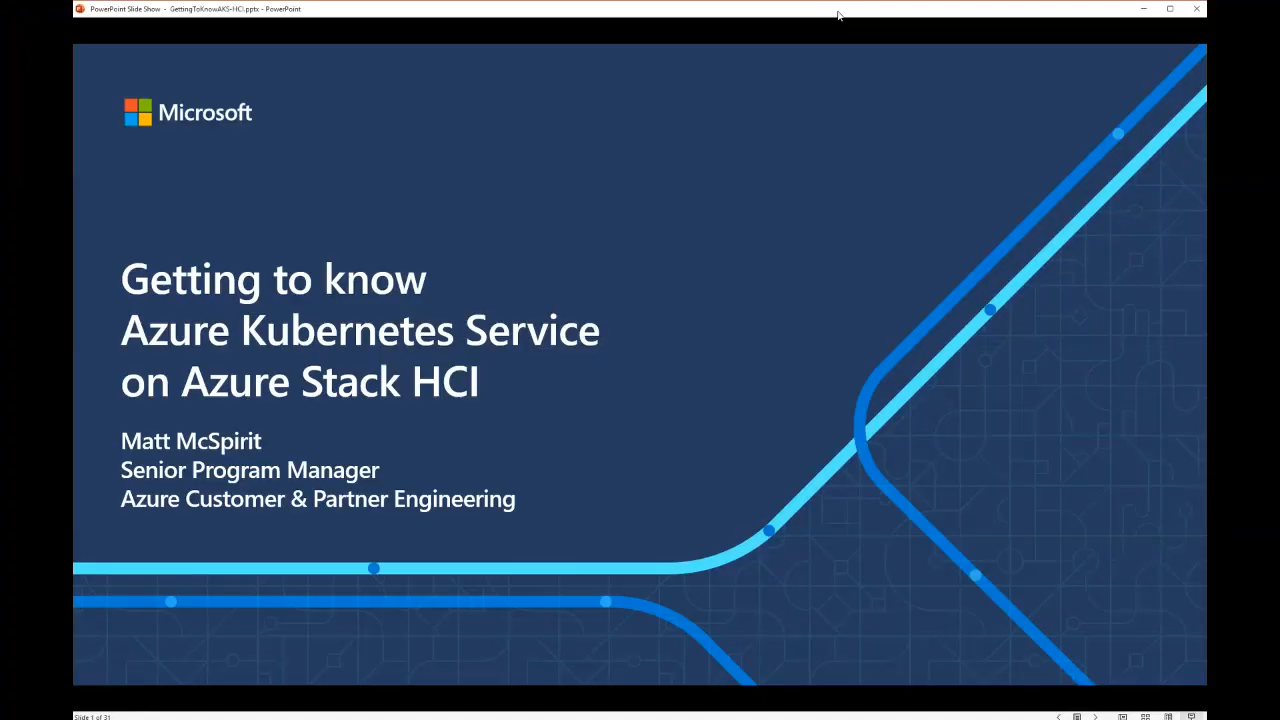 PowerPoint Slide Show - GettingToKnowAKS-HCI.pptx - PowerPoint
Microsoft
Getting to know
Azure Kubernetes Service
on Azure Stack HCI
Matt McSpirit
Senior Program Manager
Azure Customer & Partner Engineering
Slide 1 of 31